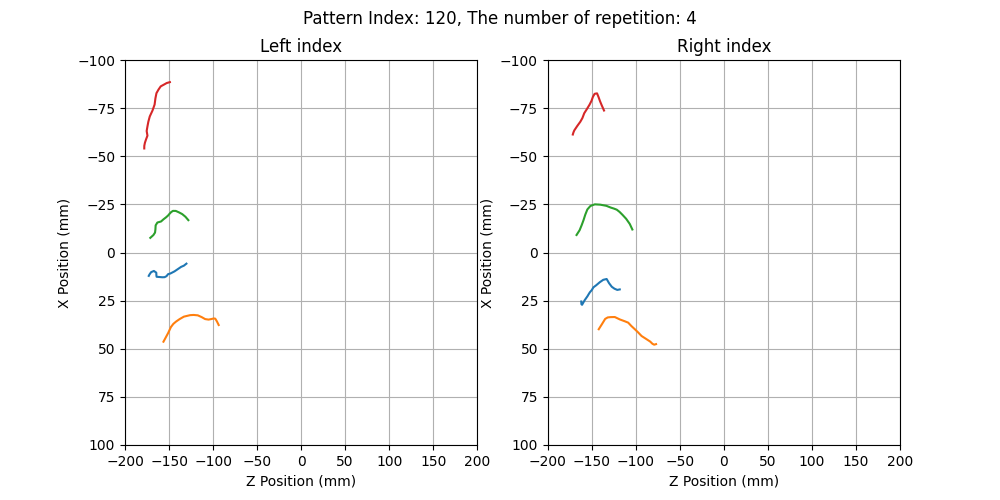 Pattern Index: 120, The number of repetition: 4
Left index
Right index
−100
−75
−50
−25
0
25
50
75
100
X Position (mm)
−200 −150 −100 −50 0 50 100 150 200
Z Position (mm)
−100
−75
−50
−25
0
25
50
75
100
X Position (mm)
−200 −150 −100 −50 0 50 100 150 200
Z Position (mm)